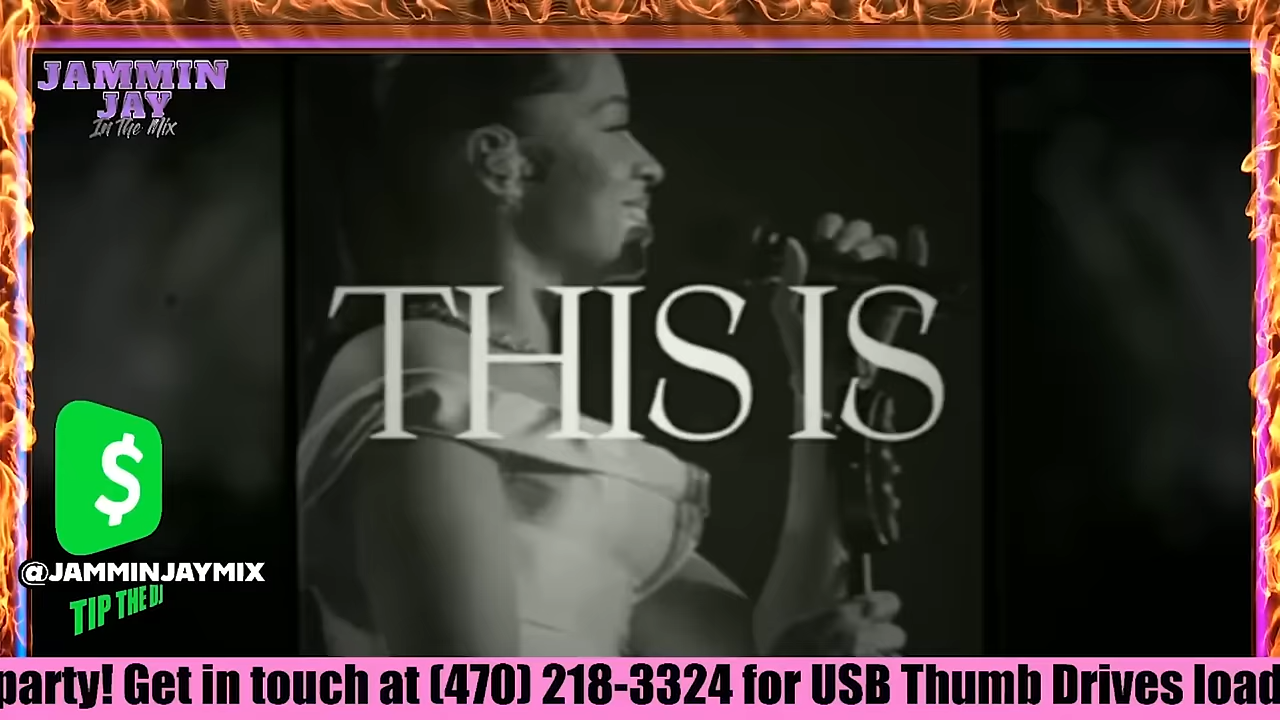 JAMMIN
JAY
In The Mix
THIS IS
$
@JAMMINJAYMIX
TIP THE DJ
party! Get in touch at (470) 218-3324 for USB Thumb Drives load